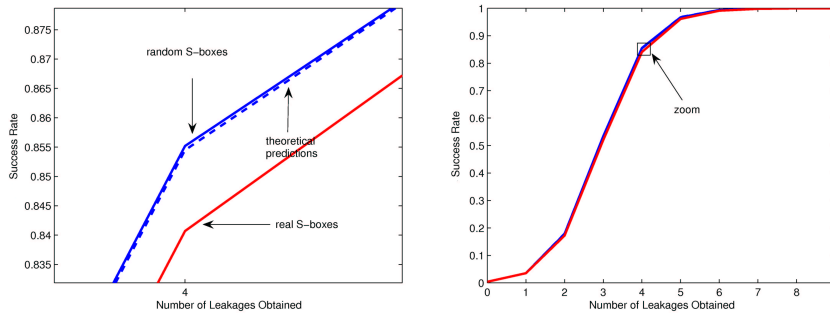 0.875
0.87
0.865
0.86
0.855
0.85
0.845
0.84
0.835
Success Rate
random S-boxes
theoretical
predictions
real S-boxes
4
Number of Leakages Obtained
1
0.9
0.8
0.7
0.6
0.5
0.4
0.3
0.2
0.1
0
Success Rate
zoom
0 1 2 3 4 5 6 7 8
Number of Leakages Obtained